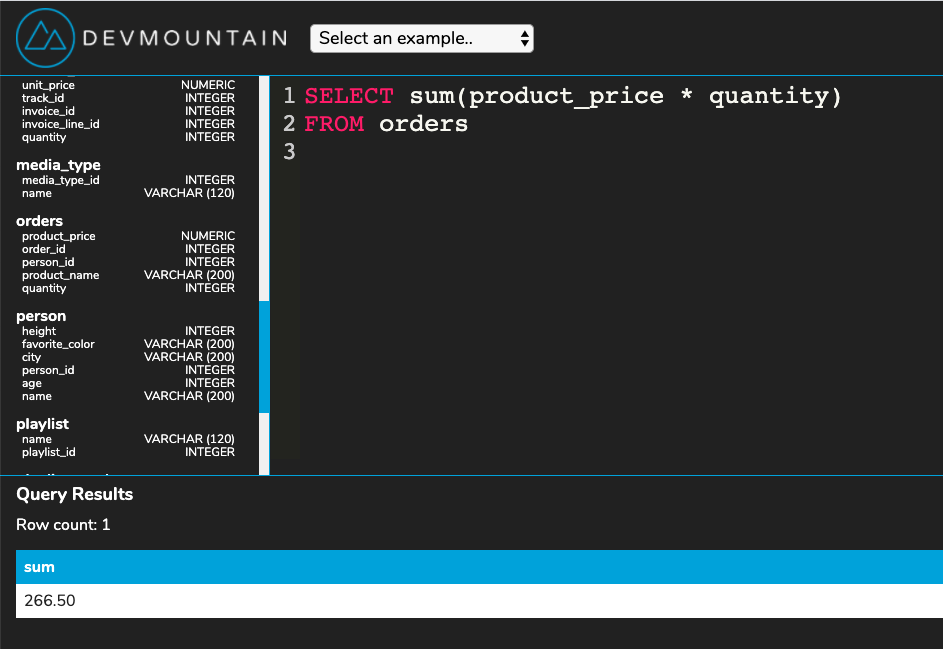 DEVMOUNTAIN
Select an example..
unit_price NUMERIC
track_id INTEGER
invoice_id INTEGER
invoice_line_id INTEGER
quantity INTEGER
media_type
media_type_id INTEGER
name VARCHAR (120)
orders
product_price NUMERIC
order_id INTEGER
person_id INTEGER
product_name VARCHAR (200)
quantity INTEGER
person
height INTEGER
favorite_color VARCHAR (200)
city VARCHAR (200)
person_id INTEGER
age INTEGER
name VARCHAR (200)
playlist
name VARCHAR (120)
playlist_id INTEGER
1 SELECT sum(product_price * quantity)
2 FROM orders
3
Query Results
Row count: 1
sum
266.50